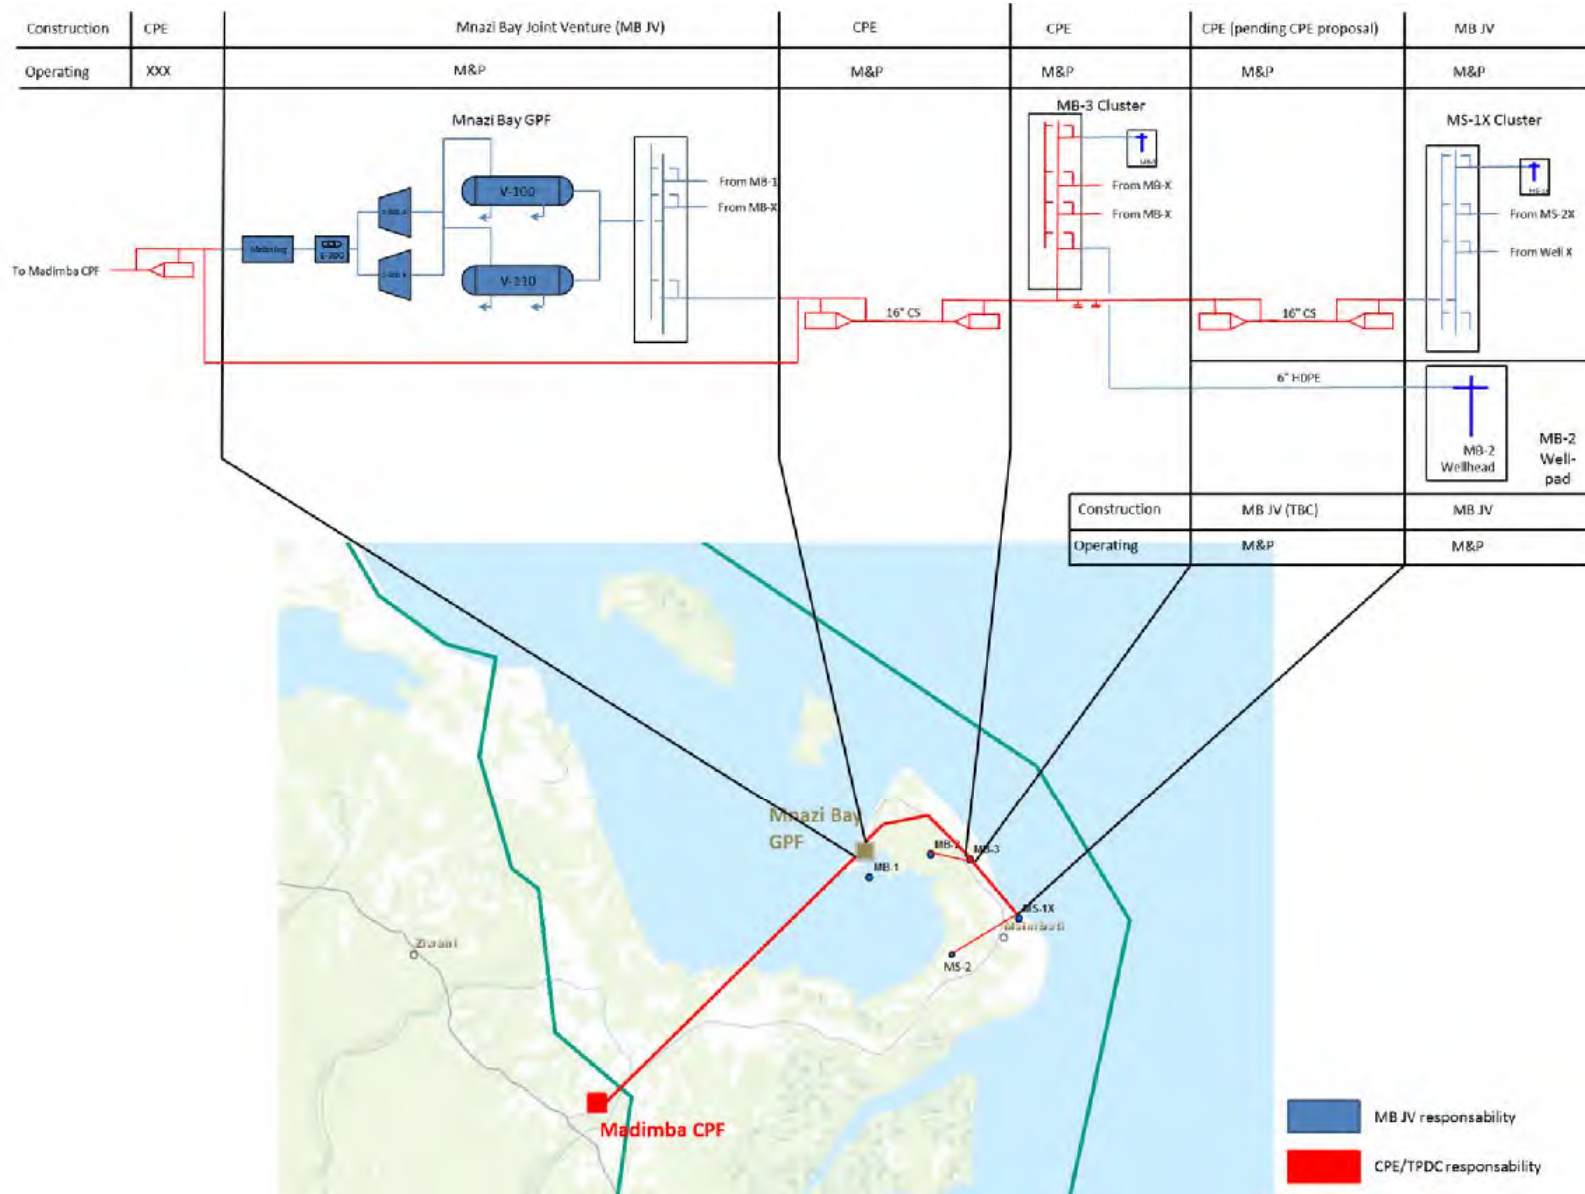 Construction CPE Mnazi Bay Joint Venture (MB JV) CPE CPE CPE (pending CPE proposal) MB JV
Operating XXX M&P M&P M&P M&P M&P
Mnazi Bay GPF
MB-3 Cluster
MS-1X Cluster
V-100
From MB-1
From MB-X
From MB-X
From MB-X
From MS-2X
From Well X
Metering
To Madimba CPF
V-110
16" CS
16" CS
6" HDPE
MB-2
Wellhead
MB-2
Well-
pad
Construction MB JV (TBC) MB JV
Operating M&P M&P
Mnazi Bay
GPF
MB-1
MB-2
MB-3
MS-1X
MS-2
Ziwani
Madimba CPF
MB JV responsability
CPE/TPDC responsability